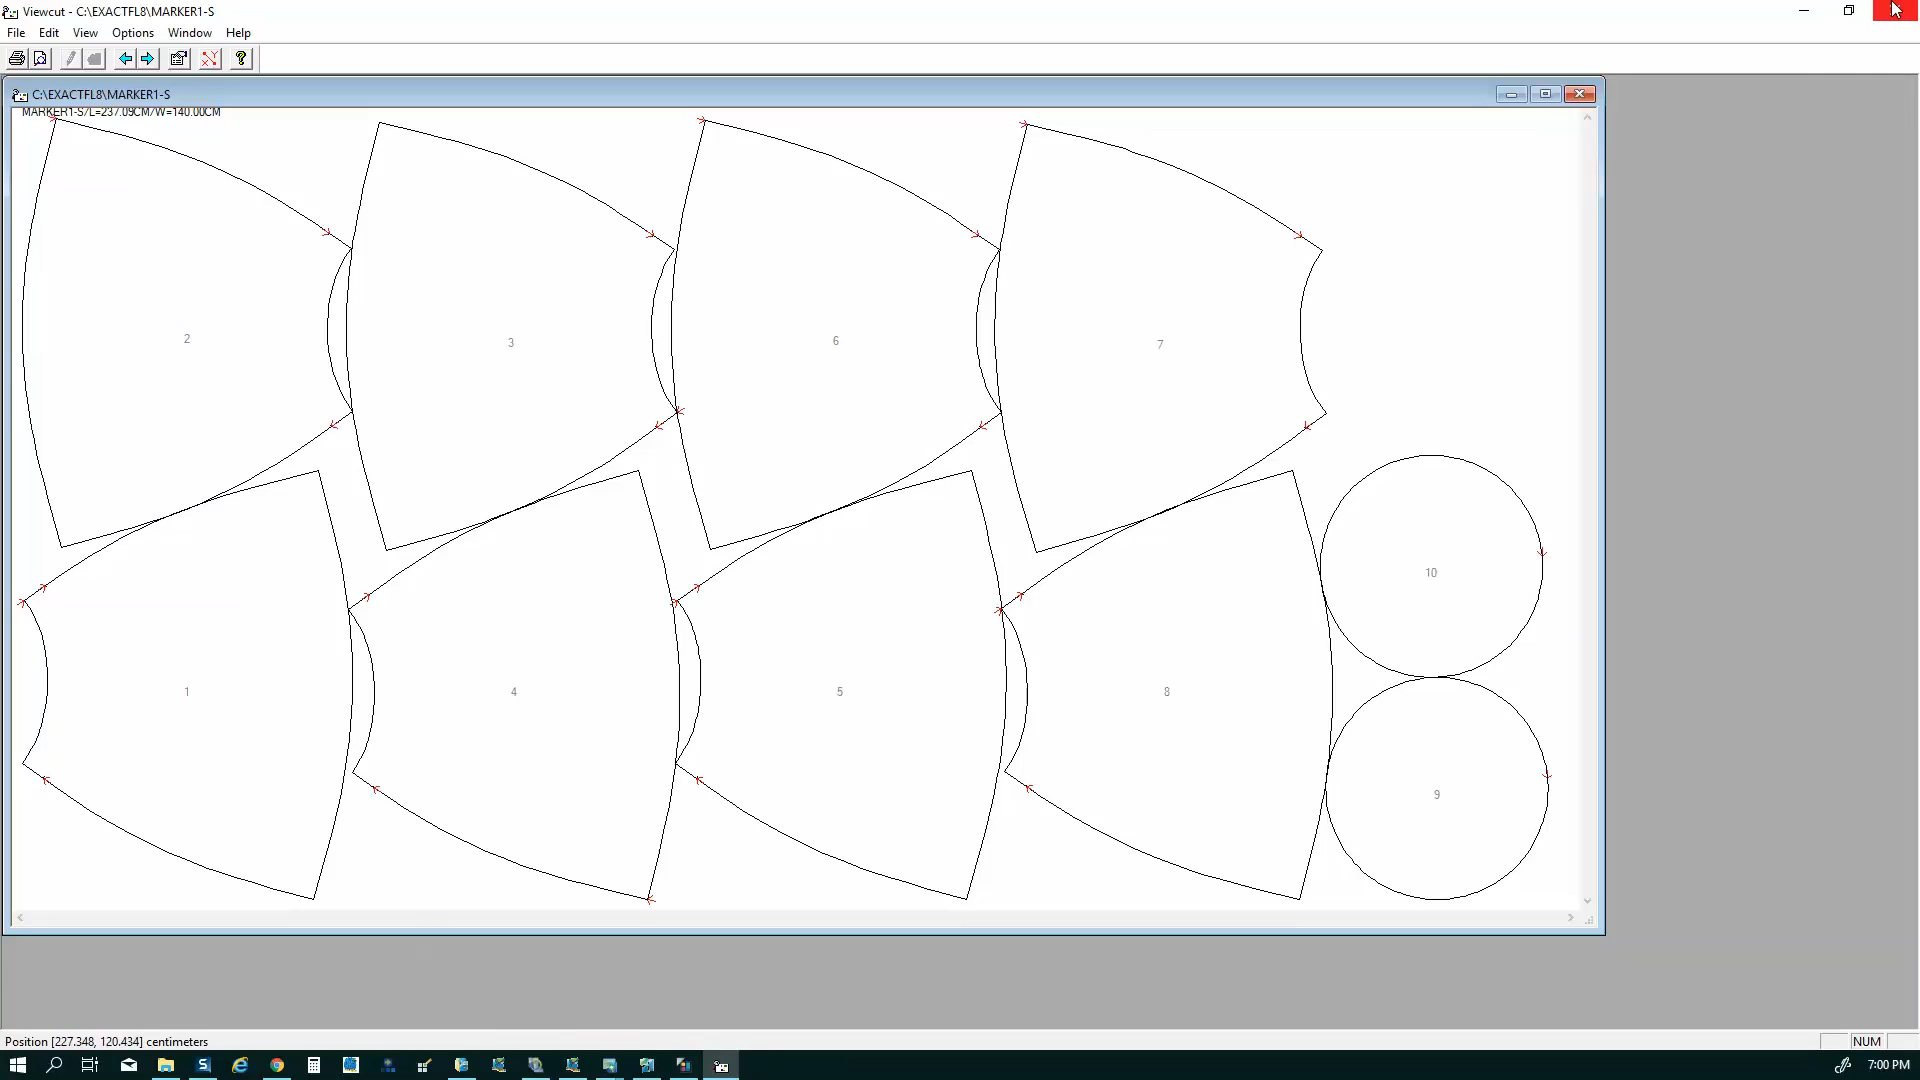 Viewcut - C:\EXACTFL8\MARKER1-S
File Edit View Options Window Help
C:\EXACTFL8\MARKER1-S
MARKER1-S/L=237.09CM/W=140.00CM
2
3
6
7
10
1
4
5
8
9
Position [227.348, 120.434] centimeters
NUM
7:00 PM